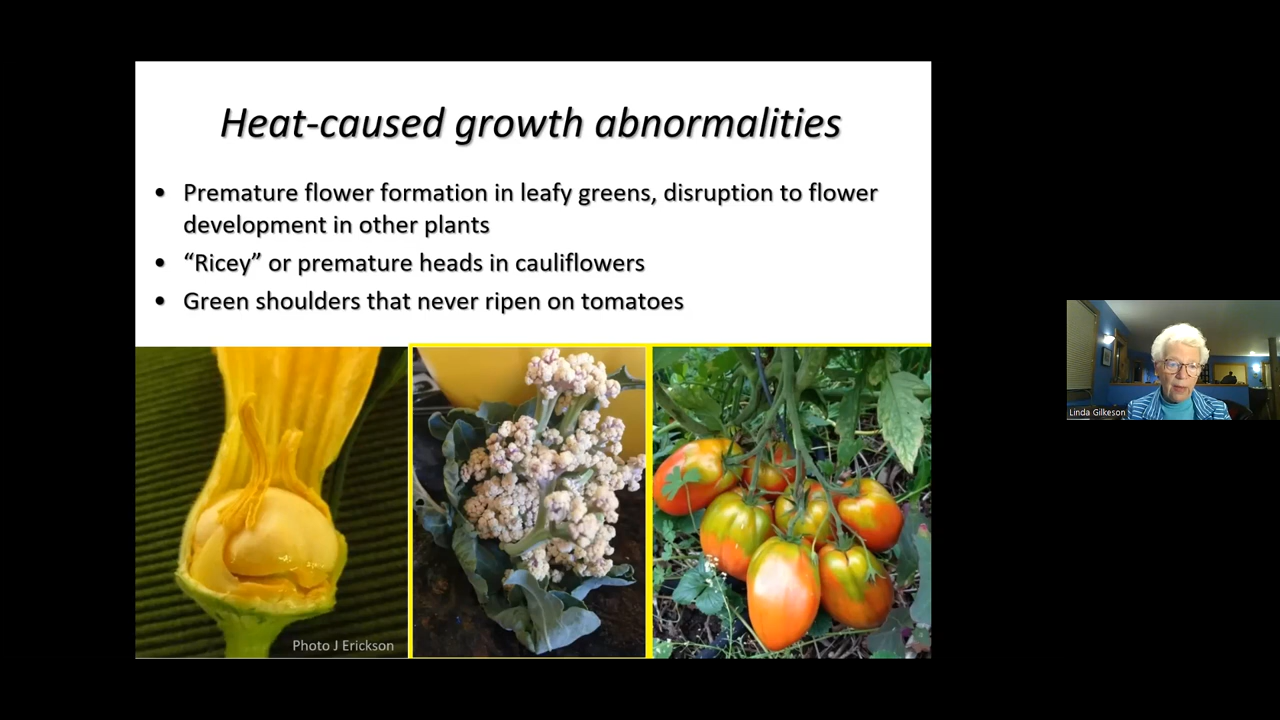 Heat-caused growth abnormalities
• Premature flower formation in leafy greens, disruption to flower
development in other plants
• “Ricey” or premature heads in cauliflowers
• Green shoulders that never ripen on tomatoes
Photo J Erickson
Linda Gilkeson